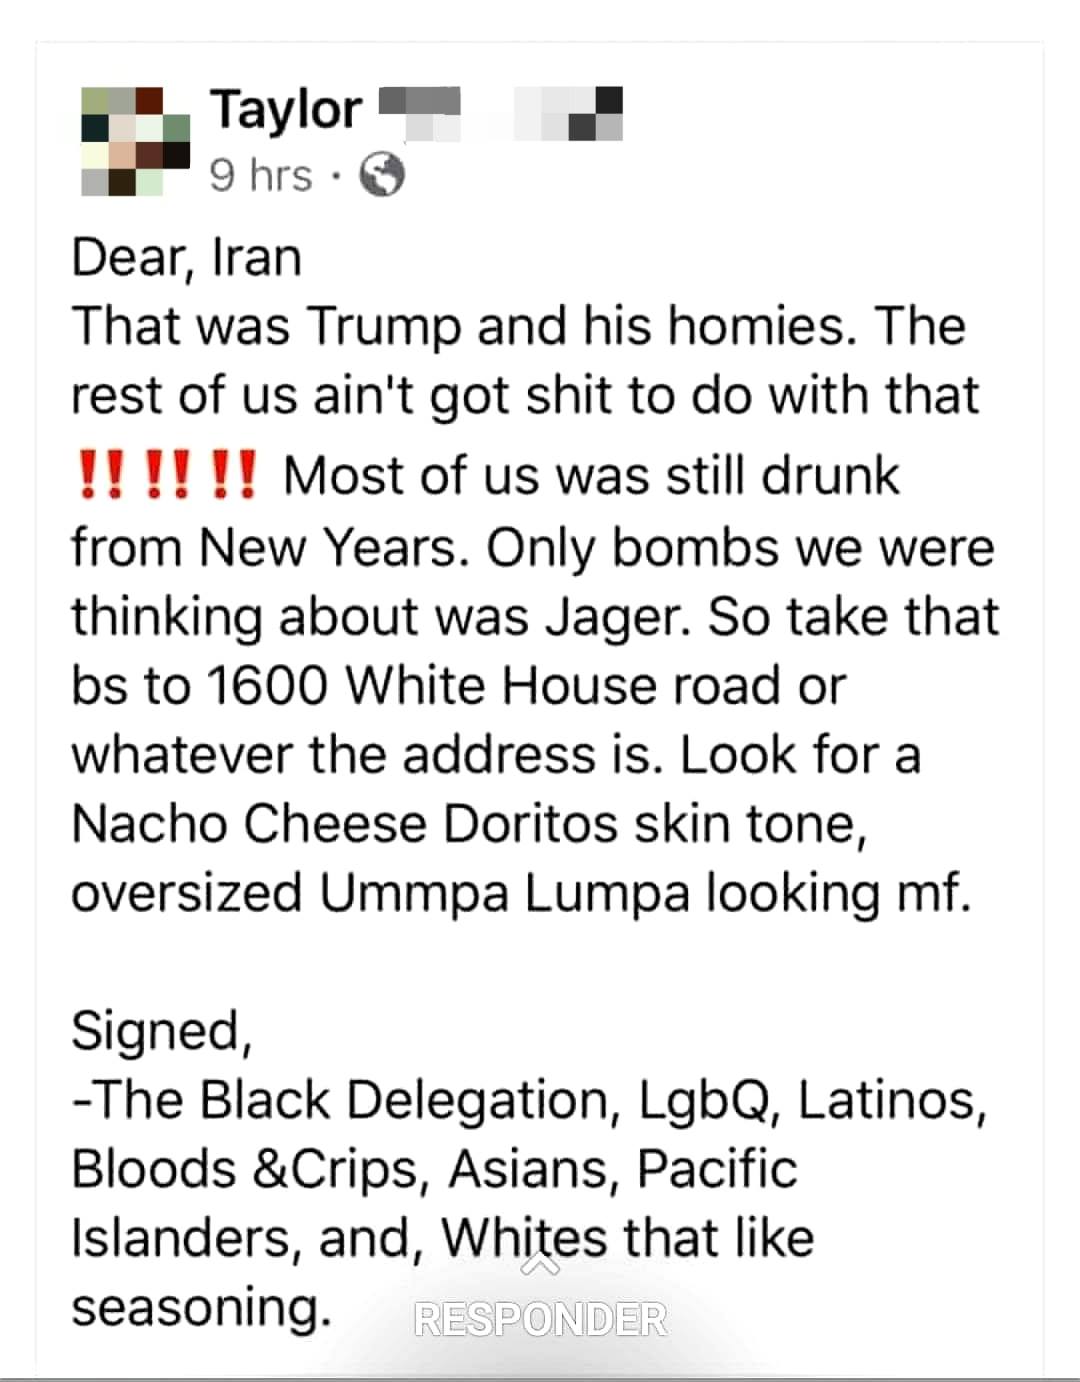 Taylor
9 hrs ·
Dear, Iran
That was Trump and his homies. The
rest of us ain't got shit to do with that
‼️‼️‼️ Most of us was still drunk
from New Years. Only bombs we were
thinking about was Jager. So take that
bs to 1600 White House road or
whatever the address is. Look for a
Nacho Cheese Doritos skin tone,
oversized Ummpa Lumpa looking mf.
Signed,
-The Black Delegation, LgbQ, Latinos,
Bloods &Crips, Asians, Pacific
Islanders, and, Whites that like
seasoning.
RESPONDER